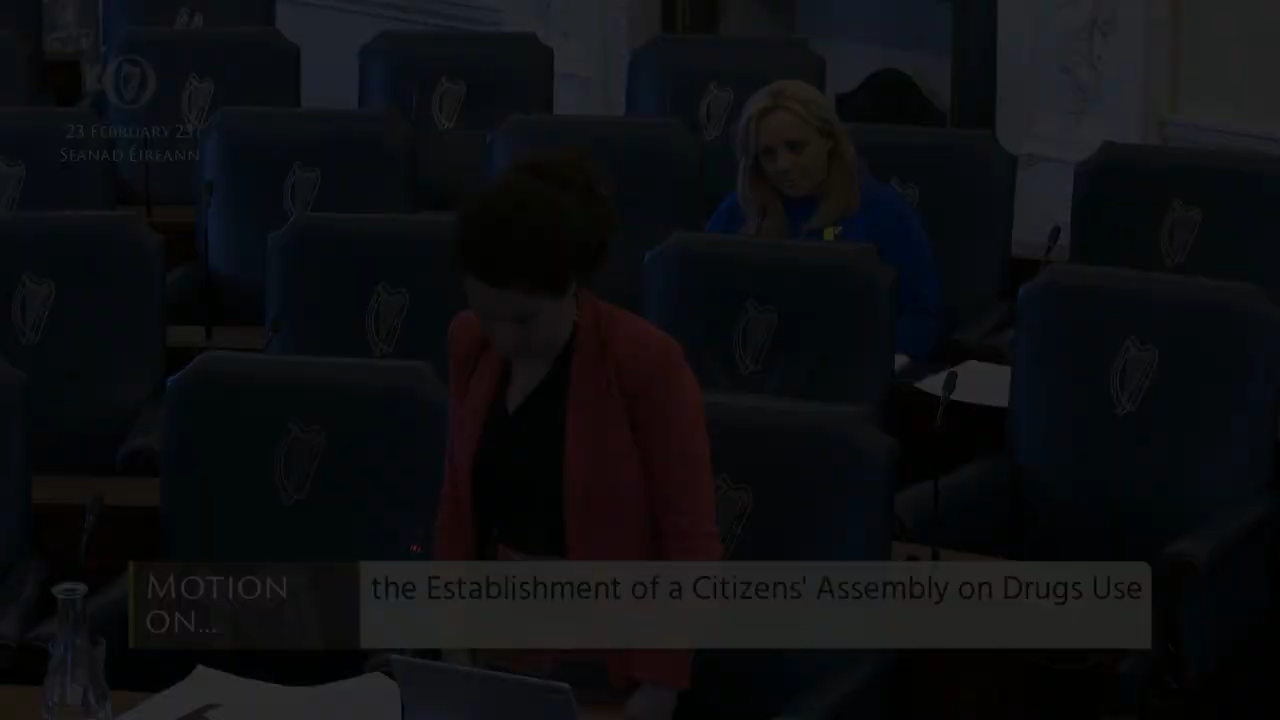 23 February 23
Seanad Éireann
Motion on...
the Establishment of a Citizens' Assembly on Drugs Use